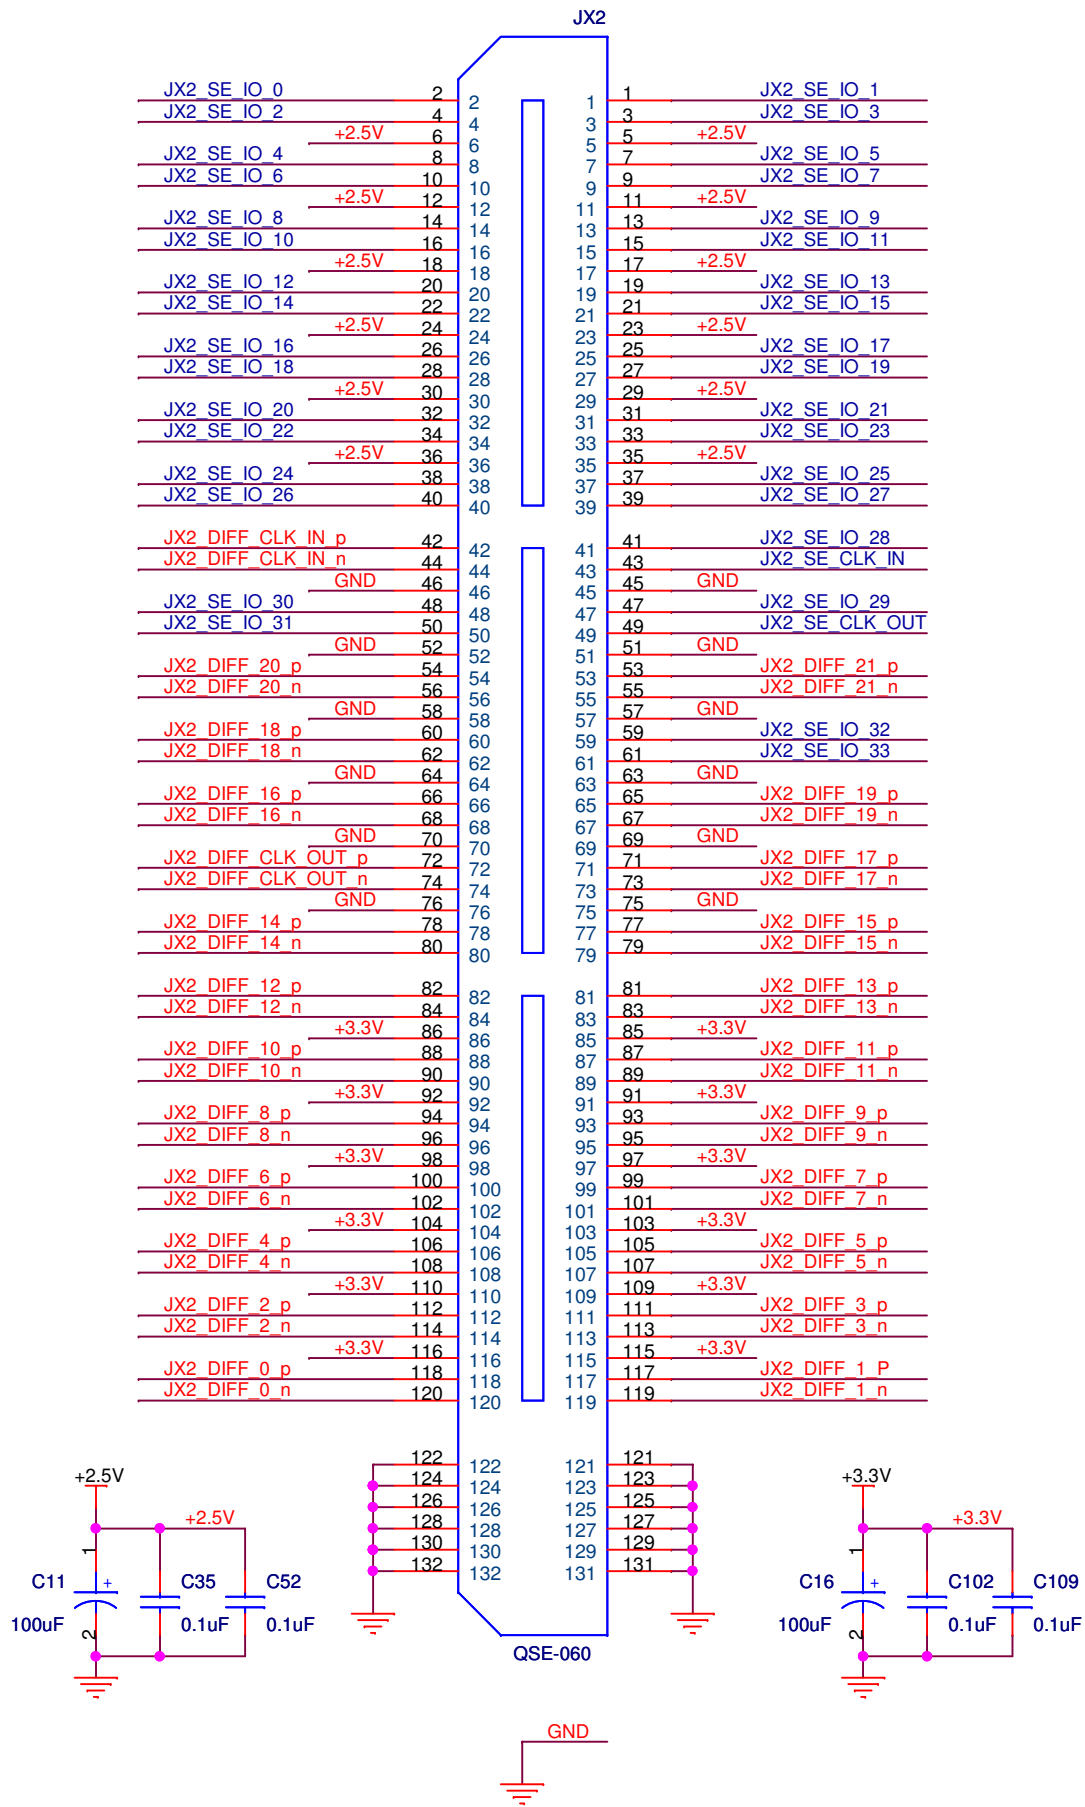 JX2
JX2_SE_IO_0 2 2 1 1 JX2_SE_IO_1
JX2_SE_IO_2 4 4 3 3 JX2_SE_IO_3
+2.5V 6 6 5 5 +2.5V
JX2_SE_IO_4 8 8 7 7 JX2_SE_IO_5
JX2_SE_IO_6 10 10 9 9 JX2_SE_IO_7
+2.5V 12 12 11 11 +2.5V
JX2_SE_IO_8 14 14 13 13 JX2_SE_IO_9
JX2_SE_IO_10 16 16 15 15 JX2_SE_IO_11
+2.5V 18 18 17 17 +2.5V
JX2_SE_IO_12 20 20 19 19 JX2_SE_IO_13
JX2_SE_IO_14 22 22 21 21 JX2_SE_IO_15
+2.5V 24 24 23 23 +2.5V
JX2_SE_IO_16 26 26 25 25 JX2_SE_IO_17
JX2_SE_IO_18 28 28 27 27 JX2_SE_IO_19
+2.5V 30 30 29 29 +2.5V
JX2_SE_IO_20 32 32 31 31 JX2_SE_IO_21
JX2_SE_IO_22 34 34 33 33 JX2_SE_IO_23
+2.5V 36 36 35 35 +2.5V
JX2_SE_IO_24 38 38 37 37 JX2_SE_IO_25
JX2_SE_IO_26 40 40 39 39 JX2_SE_IO_27
JX2_DIFF_CLK_IN_p 42 42 41 41 JX2_SE_IO_28
JX2_DIFF_CLK_IN_n 44 44 43 43 JX2_SE_CLK_IN
GND 46 46 45 45 GND
JX2_SE_IO_30 48 48 47 47 JX2_SE_IO_29
JX2_SE_IO_31 50 50 49 49 JX2_SE_CLK_OUT
GND 52 52 51 51 GND
JX2_DIFF_20_p 54 54 53 53 JX2_DIFF_21_p
JX2_DIFF_20_n 56 56 55 55 JX2_DIFF_21_n
GND 58 58 57 57 GND
JX2_DIFF_18_p 60 60 59 59 JX2_SE_IO_32
JX2_DIFF_18_n 62 62 61 61 JX2_SE_IO_33
GND 64 64 63 63 GND
JX2_DIFF_16_p 66 66 65 65 JX2_DIFF_19_p
JX2_DIFF_16_n 68 68 67 67 JX2_DIFF_19_n
GND 70 70 69 69 GND
JX2_DIFF_CLK_OUT_p 72 72 71 71 JX2_DIFF_17_p
JX2_DIFF_CLK_OUT_n 74 74 73 73 JX2_DIFF_17_n
GND 76 76 75 75 GND
JX2_DIFF_14_p 78 78 77 77 JX2_DIFF_15_p
JX2_DIFF_14_n 80 80 79 79 JX2_DIFF_15_n
JX2_DIFF_12_p 82 82 81 81 JX2_DIFF_13_p
JX2_DIFF_12_n 84 84 83 83 JX2_DIFF_13_n
+3.3V 86 86 85 85 +3.3V
JX2_DIFF_10_p 88 88 87 87 JX2_DIFF_11_p
JX2_DIFF_10_n 90 90 89 89 JX2_DIFF_11_n
+3.3V 92 92 91 91 +3.3V
JX2_DIFF_8_p 94 94 93 93 JX2_DIFF_9_p
JX2_DIFF_8_n 96 96 95 95 JX2_DIFF_9_n
+3.3V 98 98 97 97 +3.3V
JX2_DIFF_6_p 100 100 99 99 JX2_DIFF_7_p
JX2_DIFF_6_n 102 102 101 101 JX2_DIFF_7_n
+3.3V 104 104 103 103 +3.3V
JX2_DIFF_4_p 106 106 105 105 JX2_DIFF_5_p
JX2_DIFF_4_n 108 108 107 107 JX2_DIFF_5_n
+3.3V 110 110 109 109 +3.3V
JX2_DIFF_2_p 112 112 111 111 JX2_DIFF_3_p
JX2_DIFF_2_n 114 114 113 113 JX2_DIFF_3_n
+3.3V 116 116 115 115 +3.3V
JX2_DIFF_0_p 118 118 117 117 JX2_DIFF_1_P
JX2_DIFF_0_n 120 120 119 119 JX2_DIFF_1_n
122 122 121 121
+2.5V 124 124 123 123 +3.3V
126 126 125 125
+2.5V 128 128 127 127 +3.3V
1 130 130 129 129 1
132 132 131 131
C11 + C35 C52 C16 + C102 C109
100uF 0.1uF 0.1uF 100uF 0.1uF 0.1uF
2 2
QSE-060
GND